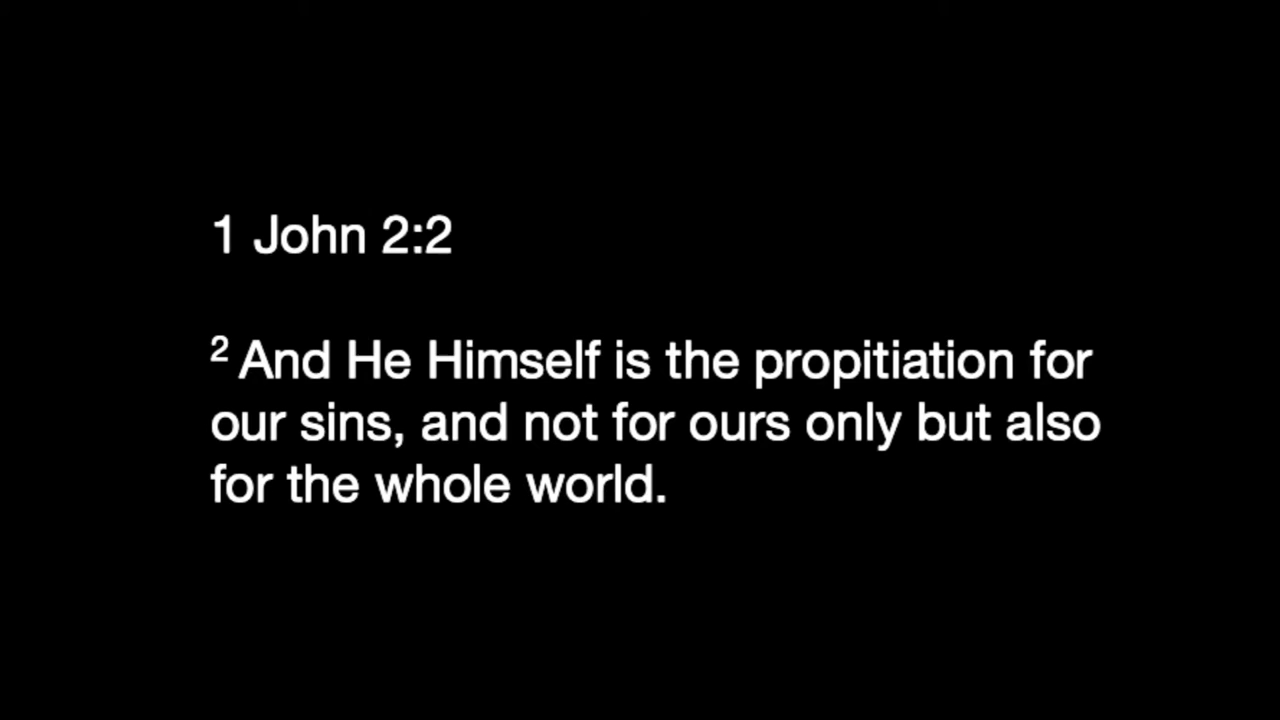 1 John 2:2
2 And He Himself is the propitiation for
our sins, and not for ours only but also
for the whole world.